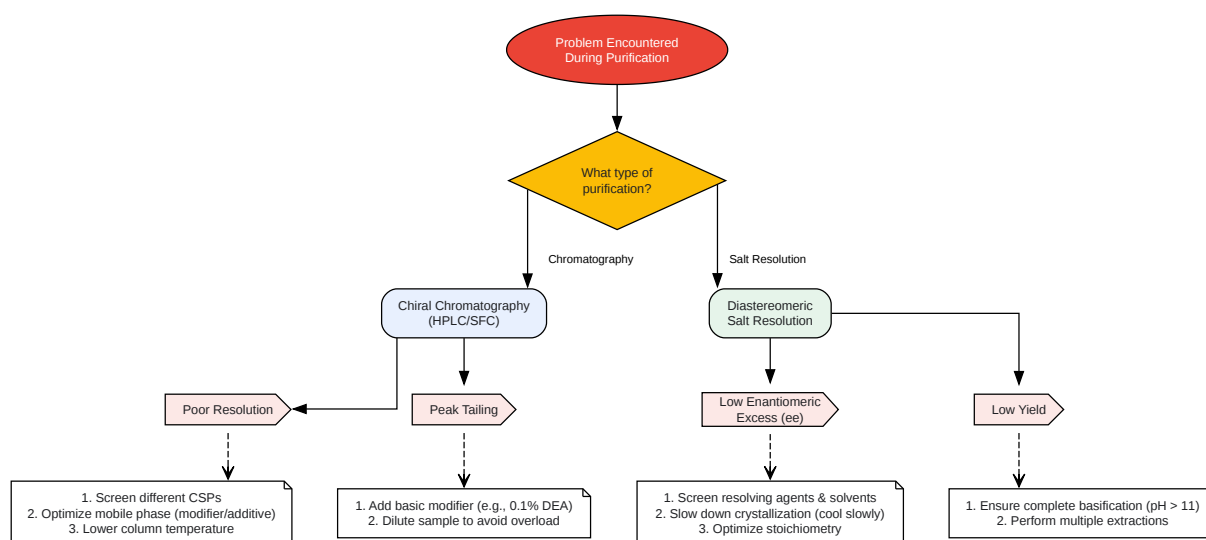 Problem Encountered
During Purification
What type of
purification?
Chromatography
Salt Resolution
Chiral Chromatography
(HPLC/SFC)
Diastereomeric
Salt Resolution
Poor Resolution
Peak Tailing
Low Enantiomeric
Excess (ee)
Low Yield
1. Screen different CSPs
2. Optimize mobile phase (modifier/additive)
3. Lower column temperature
1. Add basic modifier (e.g., 0.1% DEA)
2. Dilute sample to avoid overload
1. Screen resolving agents & solvents
2. Slow down crystallization (cool slowly)
3. Optimize stoichiometry
1. Ensure complete basification (pH > 11)
2. Perform multiple extractions